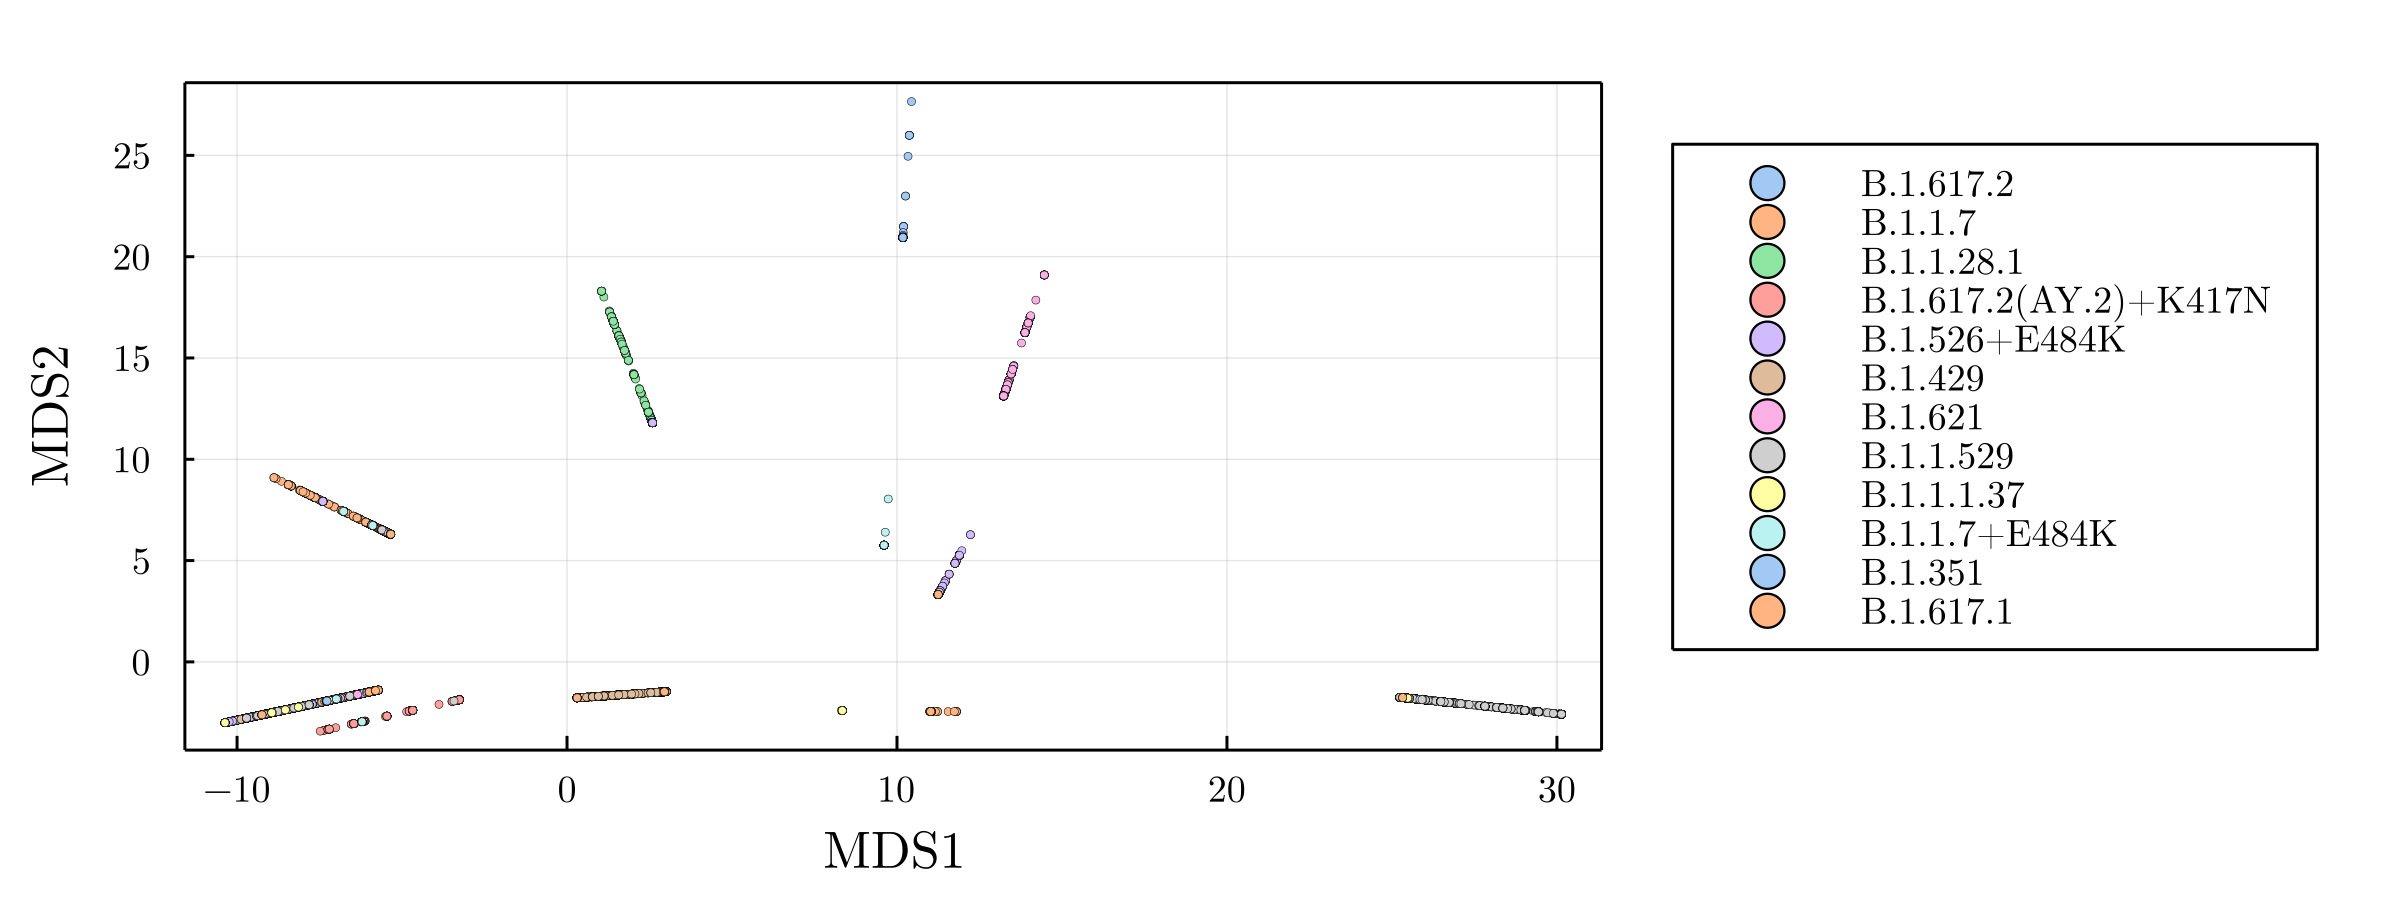 25
20
15
10
5
0
MDS2
−10 0 10 20 30
MDS1
B.1.617.2
B.1.1.7
B.1.1.28.1
B.1.617.2(AY.2)+K417N
B.1.526+E484K
B.1.429
B.1.621
B.1.1.529
B.1.1.1.37
B.1.1.7+E484K
B.1.351
B.1.617.1